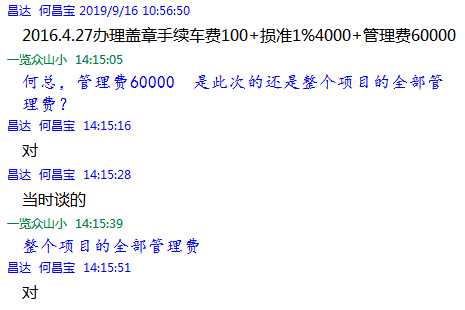 昌达 何昌宝 2019/9/16 10:56:50
2016.4.27办理盖章手续车费100+损准1%4000+管理费60000
一览众山小 14:15:05
何总，管理费60000 是此次的还是整个项目的全部管
理费？
昌达 何昌宝 14:15:16
对
昌达 何昌宝 14:15:28
当时谈的
一览众山小 14:15:39
整个项目的全部管理费
昌达 何昌宝 14:15:51
对